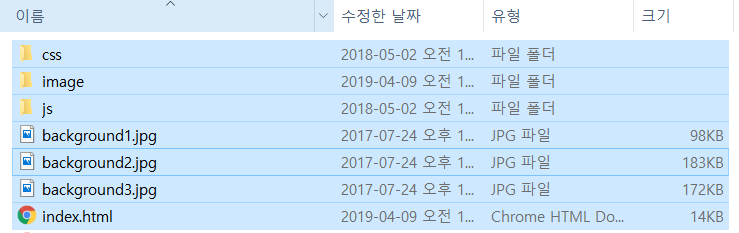 이름 수정한 날짜 유형 크기
css 2018-05-02 오전 1... 파일 폴더
image 2019-04-09 오전 1... 파일 폴더
js 2018-05-02 오전 1... 파일 폴더
background1.jpg 2017-07-24 오후 1... JPG 파일 98KB
background2.jpg 2017-07-24 오후 1... JPG 파일 183KB
background3.jpg 2017-07-24 오후 1... JPG 파일 172KB
index.html 2019-04-09 오전 1... Chrome HTML Do... 14KB